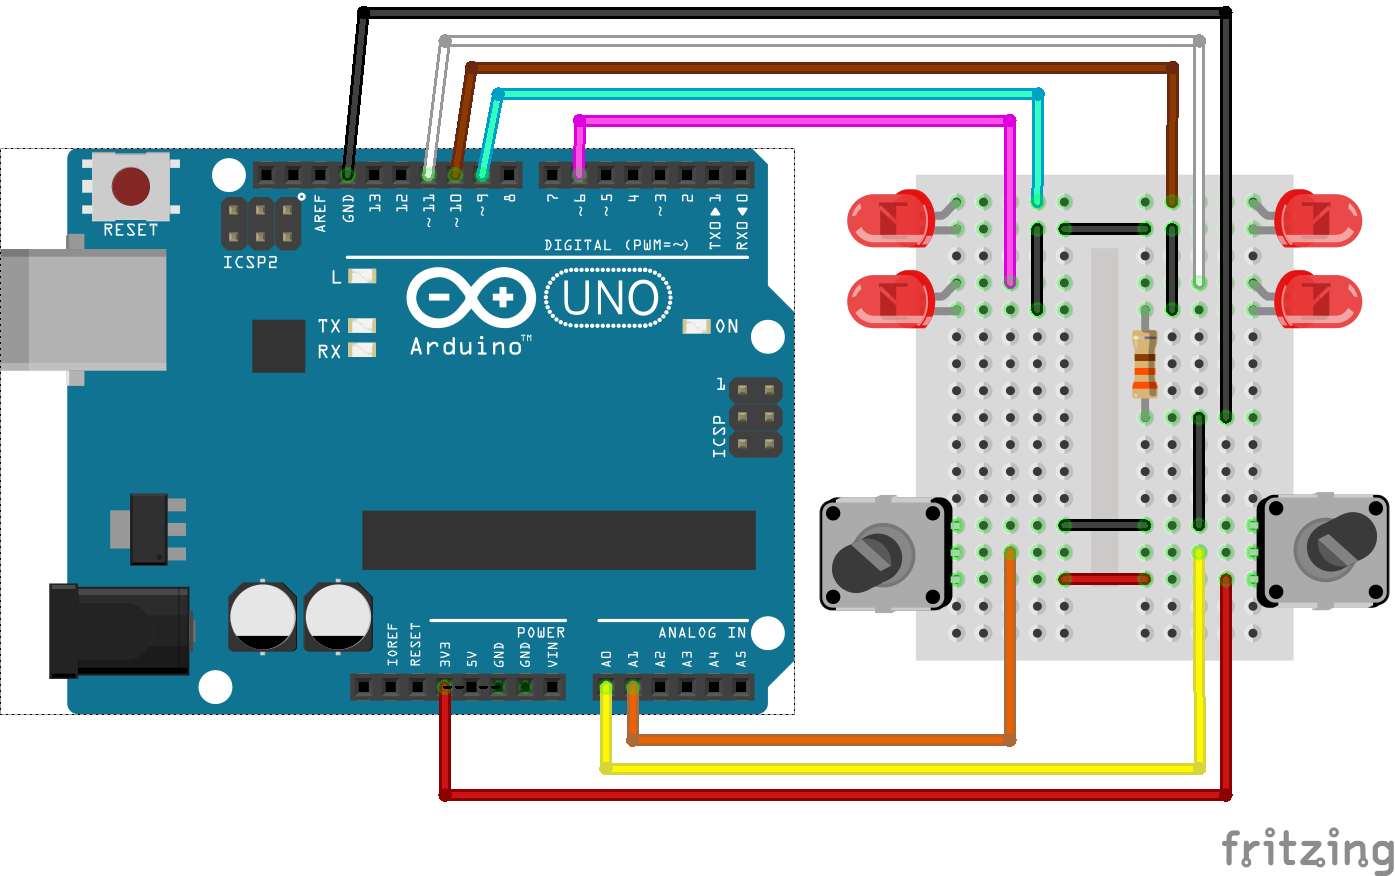 RESET
ICSP2
AREF
GND
13
12
~11
~10
~9
8
7
~6
~5
4
~3
2
TX0▶1
RX0◀0
DIGITAL (PWM=~)
L
TX
RX
UNO
Arduino™
ON
1
ICSP
IOREF
RESET
3V3
5V
GND
GND
VIN
POWER
ANALOG IN
A0
A1
A2
A3
A4
A5
fritzing